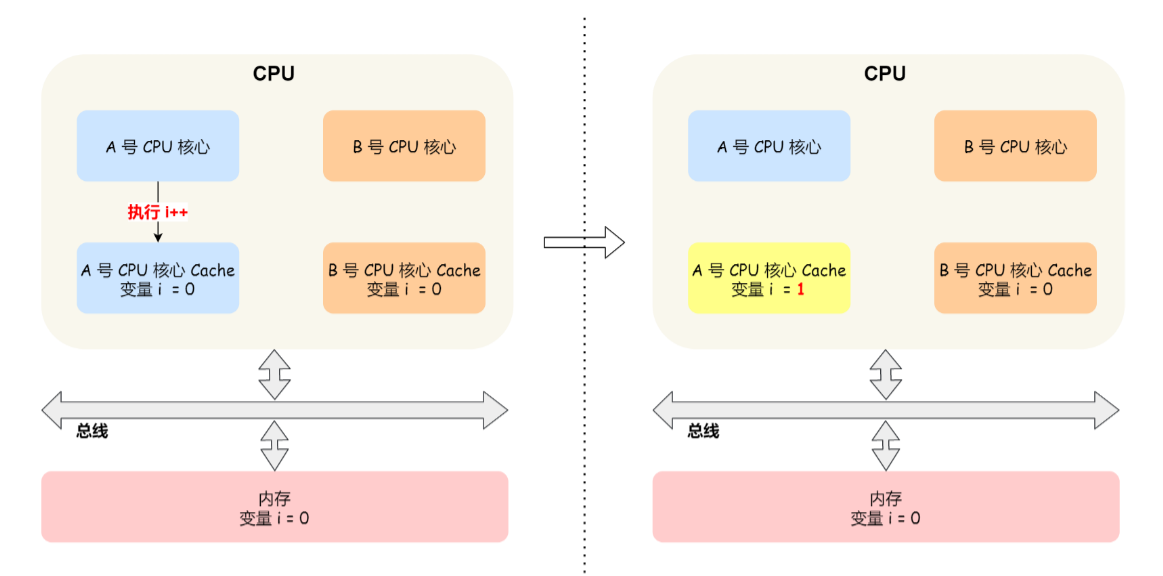 CPU
A 号 CPU 核心
B 号 CPU 核心
执行 i++
A 号 CPU 核心 Cache
变量 i = 0
B 号 CPU 核心 Cache
变量 i = 0
总线
内存
变量 i = 0
CPU
A 号 CPU 核心
B 号 CPU 核心
A 号 CPU 核心 Cache
变量 i = 1
B 号 CPU 核心 Cache
变量 i = 0
总线
内存
变量 i = 0